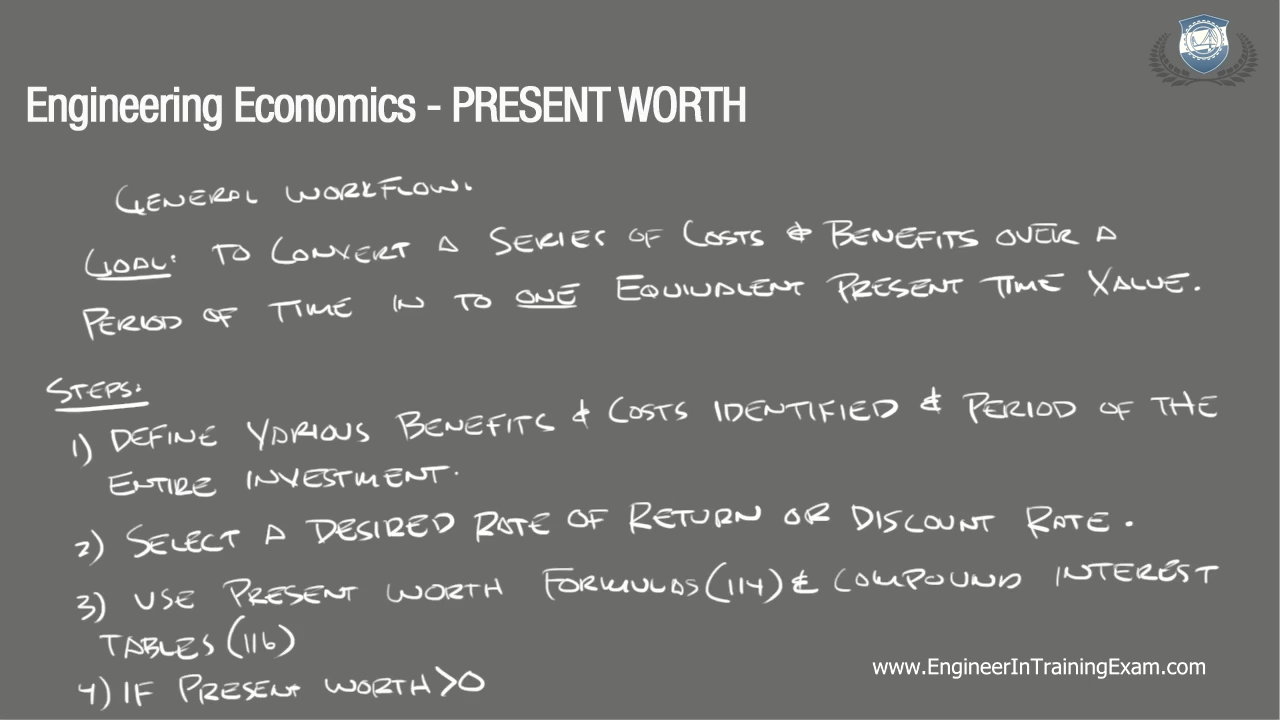 Engineering Economics - PRESENT WORTH
GENERAL WORKFLOW.
GOAL: TO CONVERT A SERIES OF COSTS & BENEFITS OVER A
PERIOD OF TIME IN TO ONE EQUIVALENT PRESENT TIME VALUE.
STEPS:
1) DEFINE VARIOUS BENEFITS & COSTS IDENTIFIED & PERIOD OF THE
ENTIRE INVESTMENT.
2) SELECT A DESIRED RATE OF RETURN OR DISCOUNT RATE.
3) USE PRESENT WORTH FORMULAS (114) & COMPOUND INTEREST
TABLES (116)
4) IF PRESENT WORTH > 0
www.EngineerInTrainingExam.com